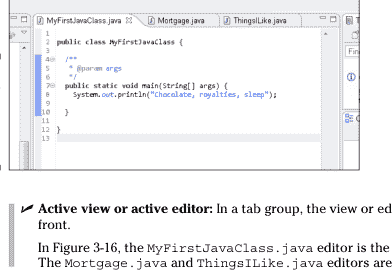 MyFirstJavaClass.java Mortgage.java ThingsILike.java
1
2 public class MyFirstJavaClass {
3
4 /**
5 * @param args
6 */
7 public static void main(String[] args) {
8 System.out.println("Chocolate, royalties, sleep");
9
10 }
11
12 }
13
Fin
Active view or active editor: In a tab group, the view or ed
front.
In Figure 3-16, the MyFirstJavaClass.java editor is the
The Mortgage.java and ThingsILike.java editors are